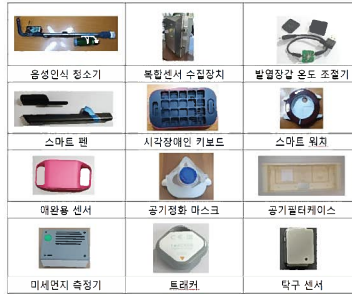 음성인식 청소기
복합센서 수질장치
발열장갑 온도 조절기
스마트 펜
시각장애인 키보드
스마트 워치
애완용 센서
공기정화 마스크
공기필터케이스
미세먼지 측정기
트래커
탁구 센서